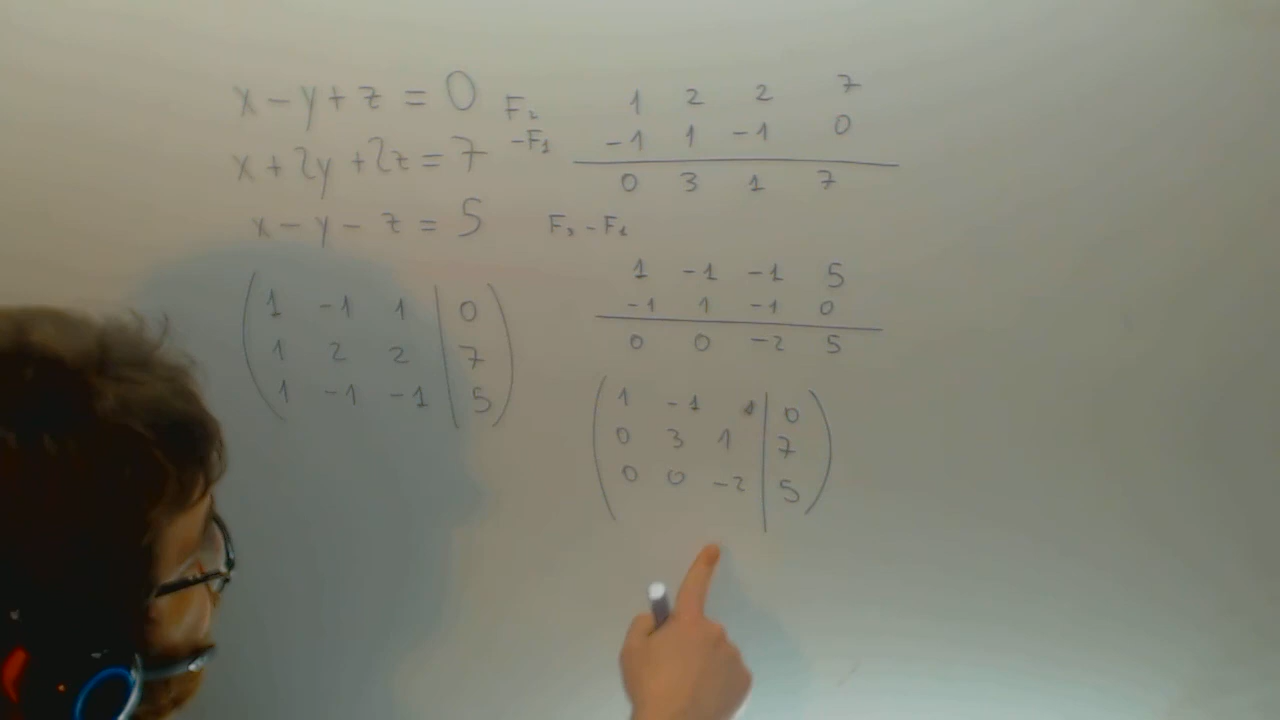 x - y + z = 0
x + 2y + 2z = 7
x - y - z = 5
1 -1 1 | 0
1 2 2 | 7
1 -1 -1 | 5
F₂ 1 2 2 7
-F₁ -1 1 -1 0
0 3 1 7
F₃ - F₁
1 -1 -1 5
-1 1 -1 0
0 0 -2 5
1 -1 1 | 0
0 3 1 | 7
0 0 -2 | 5